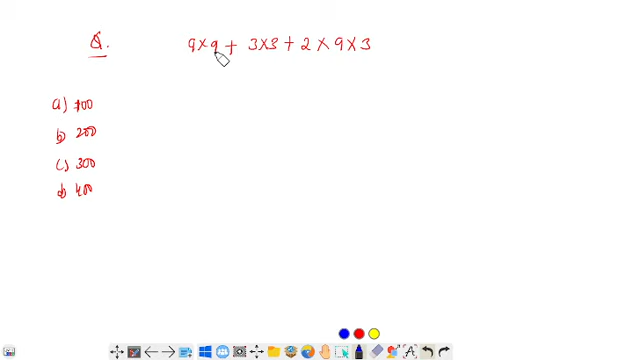 Q. 9 × 9 + 3 × 3 + 2 × 9 × 3
a) 100
b) 200
c) 300
d) 400